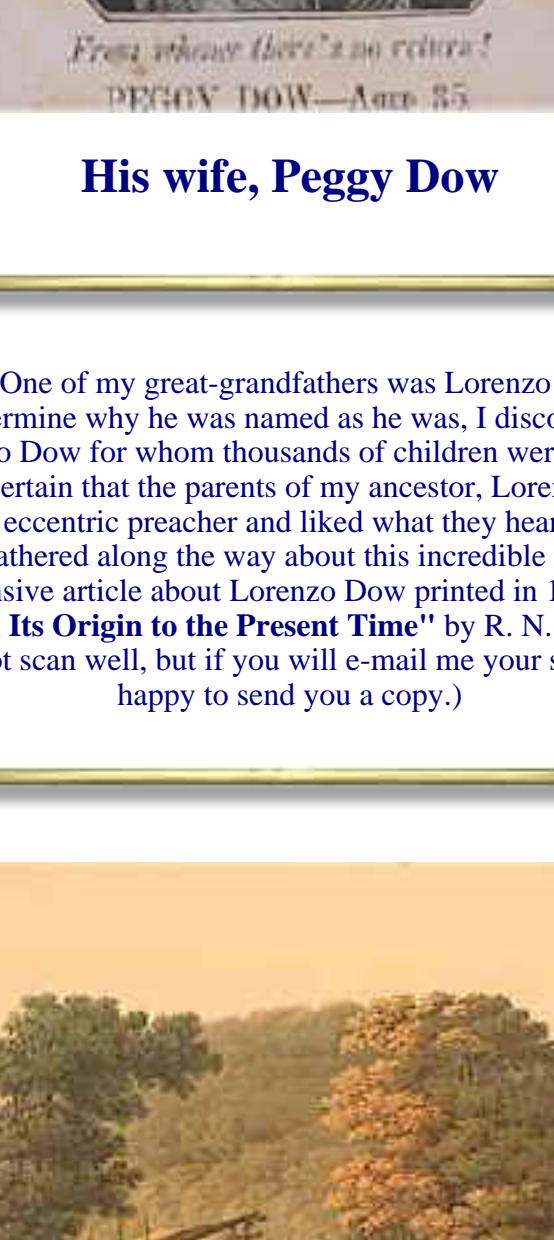 From whence there's no return!
PEGGY DOW—AGED 35
His wife, Peggy Dow
One of my great-grandfathers was Lorenzo
ermine why he was named as he was, I disco
o Dow for whom thousands of children wer
ertain that the parents of my ancestor, Lore
eccentric preacher and liked what they hear
athered along the way about this incredible
nsive article about Lorenzo Dow printed in 1
Its Origin to the Present Time" by R. N.
ot scan well, but if you will e-mail me your s
happy to send you a copy.)